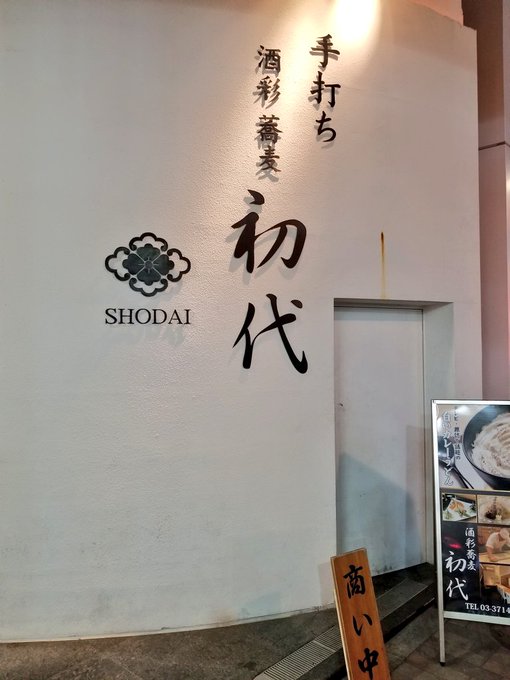 手打ち
酒彩蕎麦
初代
SHODAI
商い中
酒彩蕎麦
初代
TEL 03-3714